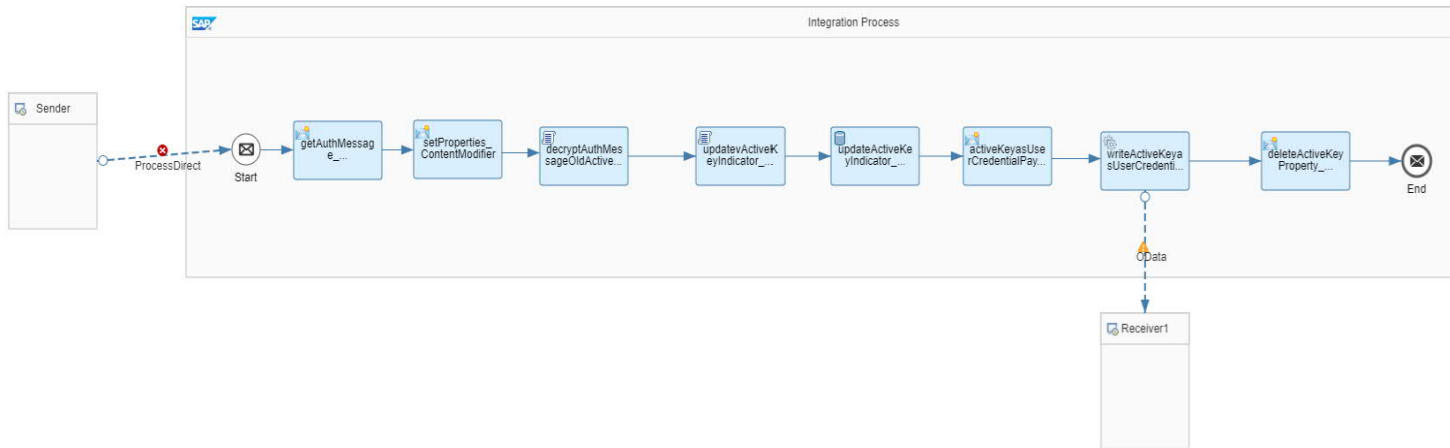 SAP
Integration Process
Sender
ProcessDirect
Start
getAuthMessag
e_...
setProperties_
ContentModifier
decryptAuthMes
sageOldActive...
updatevActiveK
eyIndicator_...
updateActiveKe
yIndicator_...
activeKeyasUse
rCredentialPay...
writeActiveKeya
sUserCredenti...
deleteActiveKey
Property_...
End
OData
Receiver1